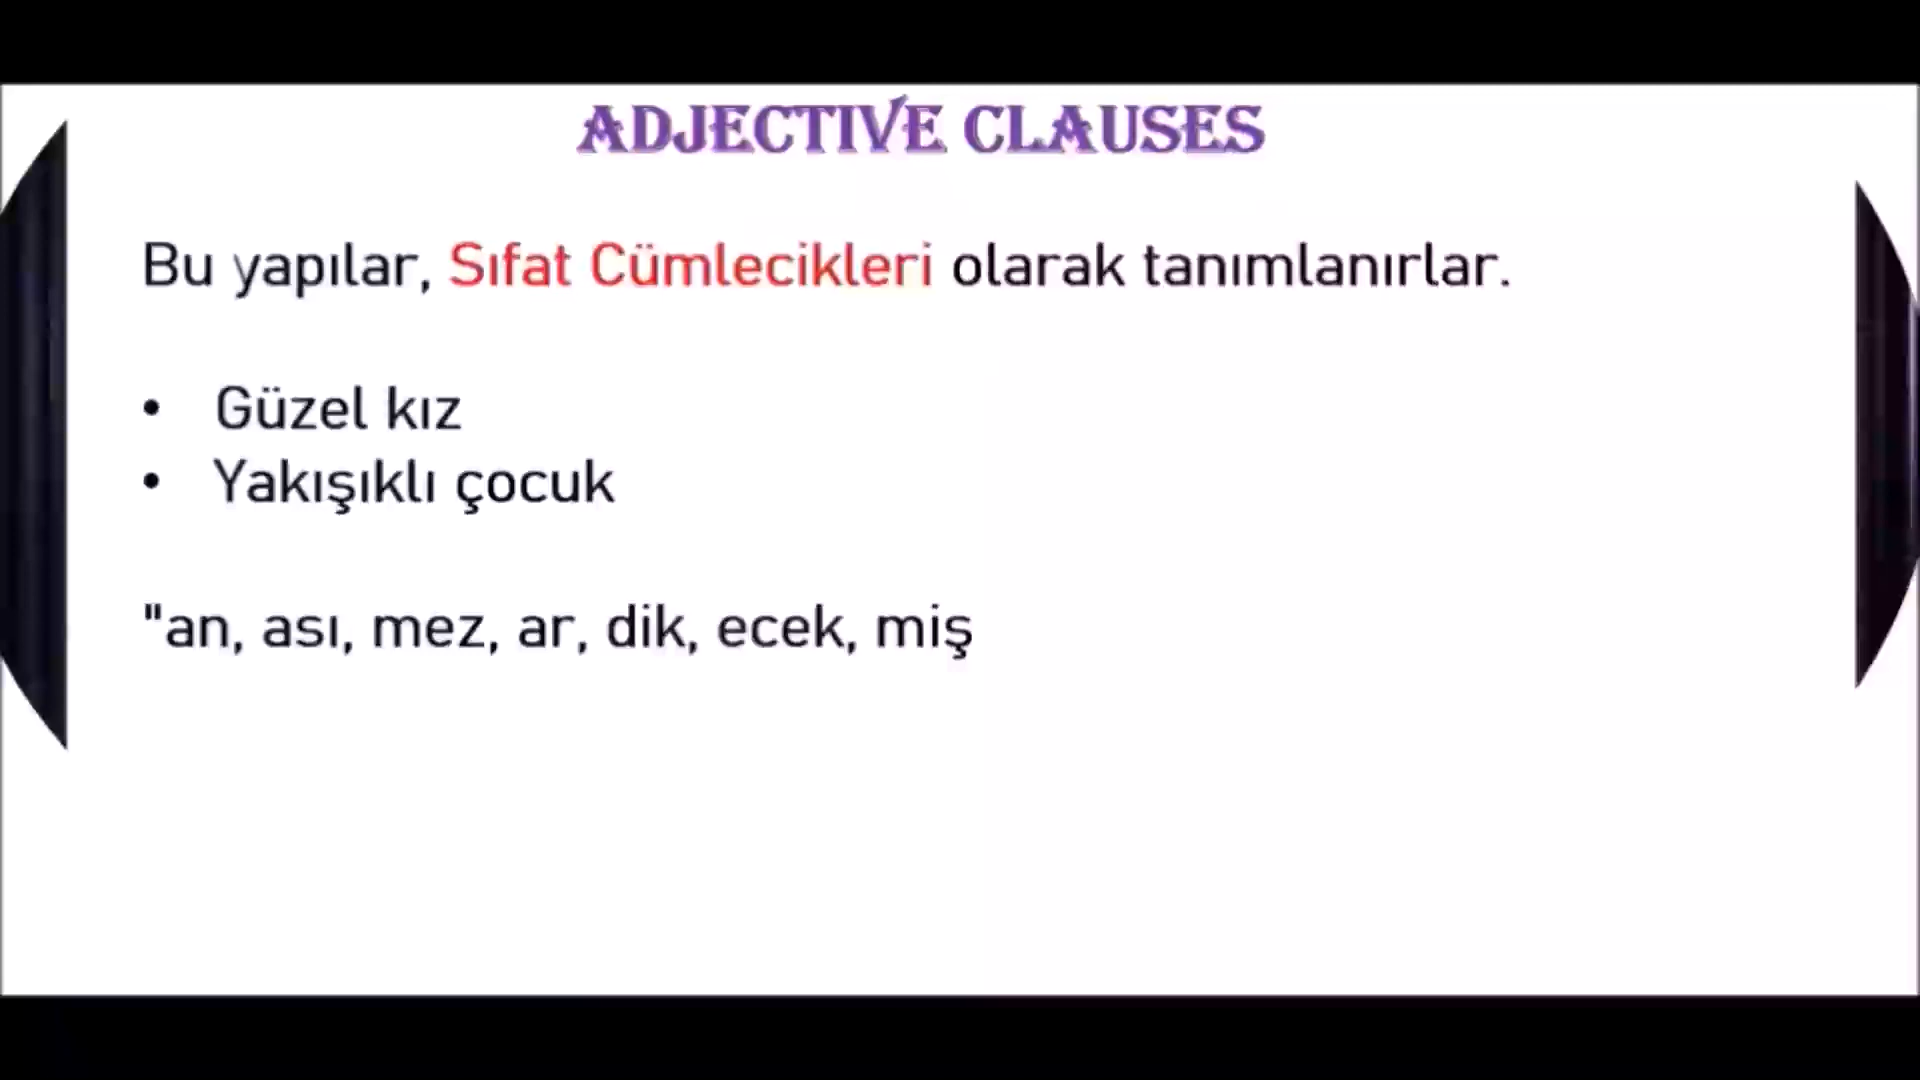 ADJECTIVE CLAUSES
Bu yapılar, Sıfat Cümlecikleri olarak tanımlanırlar.
• Güzel kız
• Yakışıklı çocuk
"an, ası, mez, ar, dik, ecek, miş